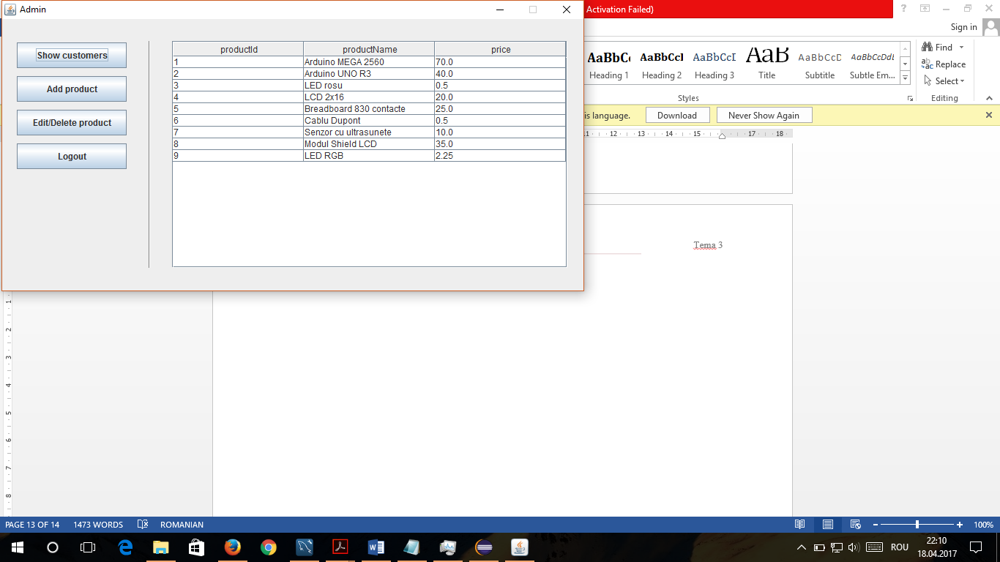 Admin
Show customers
Add product
Edit/Delete product
Logout
productId productName price
1 Arduino MEGA 2560 70.0
2 Arduino UNO R3 40.0
3 LED rosu 0.5
4 LCD 2x16 20.0
5 Breadboard 830 contacte 25.0
6 Cablu Dupont 0.5
7 Senzor cu ultrasunete 10.0
8 Modul Shield LCD 35.0
9 LED RGB 2.25
Activation Failed)
?
Sign in
AaBbCc AaBbCcI AaBbCcD AaB AaBbCcD AaBbCcDdE
Heading 1 Heading 2 Heading 3 Title Subtitle Subtle Em...
Styles
Find
Replace
Select
Editing
is language. Download Never Show Again
11 12 13 14 15 17 18
Tema 3
1
2
3
4
5
6
7
8
PAGE 13 OF 14 1473 WORDS ROMANIAN 100%
ROU 22:10
18.04.2017